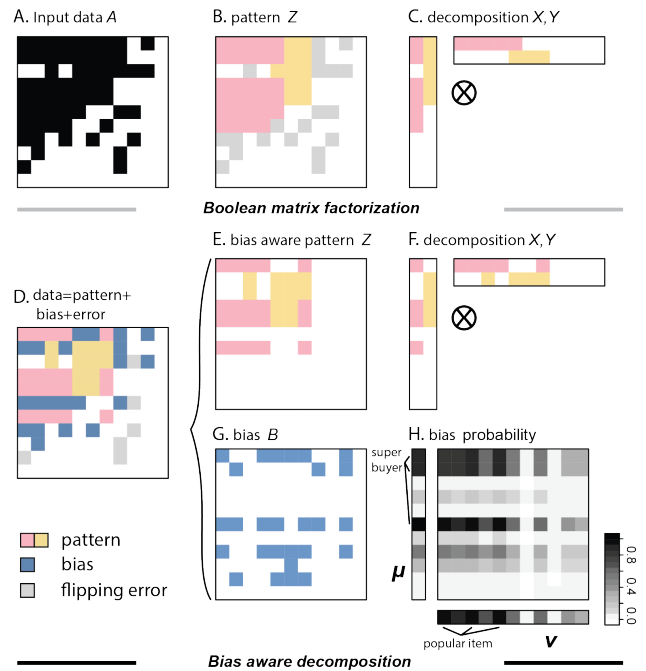 A. Input data A
B. pattern Z
C. decomposition X, Y
Boolean matrix factorization
D. data=pattern+
bias+error
E. bias aware pattern Z
F. decomposition X, Y
G. bias B
H. bias probability
super
buyer
pattern
bias
flipping error
μ
0.8
0.4
0.0
popular item
ν
Bias aware decomposition